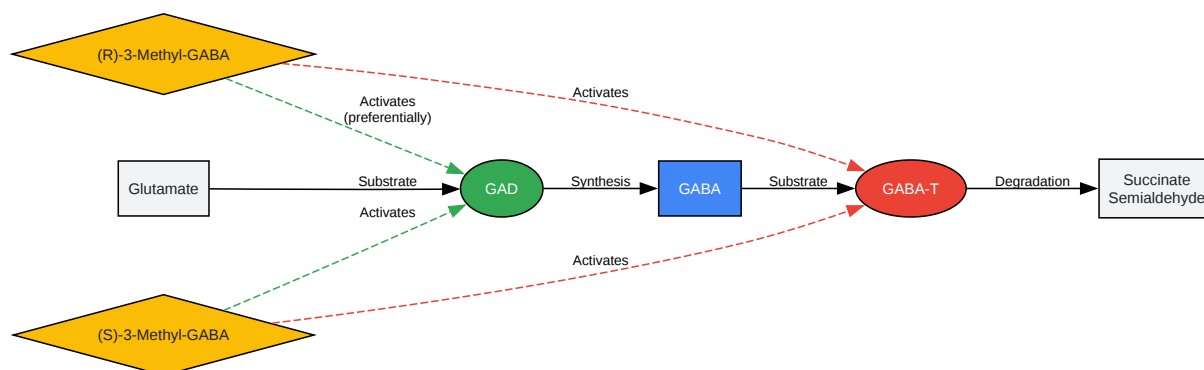 (R)-3-Methyl-GABA
Activates
Activates
(preferentially)
Glutamate
Substrate
GAD
Synthesis
GABA
Substrate
GABA-T
Degradation
Succinate
Semialdehyde
Activates
Activates
(S)-3-Methyl-GABA